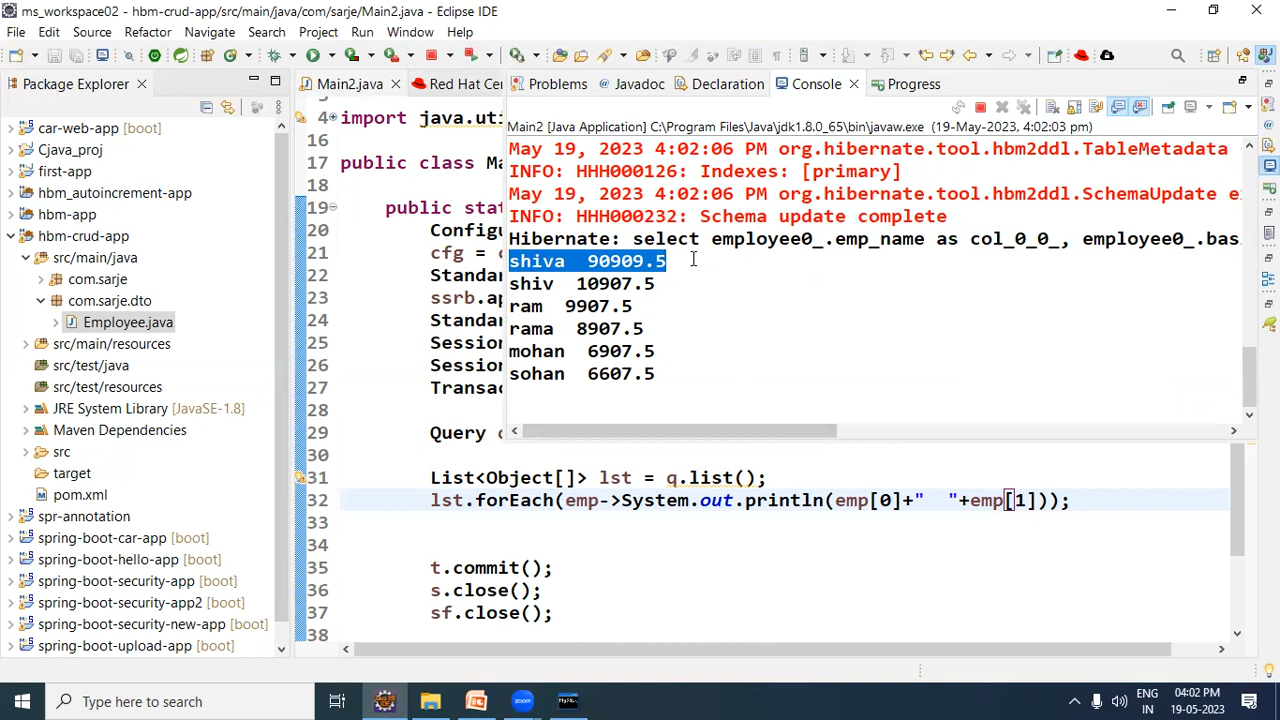 ms_workspace02 - hbm-crud-app/src/main/java/com/sarje/Main2.java - Eclipse IDE
File Edit Source Refactor Navigate Search Project Run Window Help
Package Explorer
car-web-app [boot]
Cjava_proj
first-app
hbm_autoincrement-app
hbm-app
hbm-crud-app
src/main/java
com.sarje
com.sarje.dto
Employee.java
src/main/resources
src/test/java
src/test/resources
JRE System Library [JavaSE-1.8]
Maven Dependencies
src
target
pom.xml
spr-annotation
spring-boot-car-app [boot]
spring-boot-hello-app [boot]
spring-boot-security-app [boot]
spring-boot-security-app2 [boot]
spring-boot-security-new-app [boot]
spring-boot-upload-app [boot]
Main2.java Red Hat Cen
4 import java.uti
16
17 public class Ma
18
19 public stat
20 Configu
21 cfg = c
22 Standar
23 ssrb.ap
24 Standar
25 Session
26 Session
27 Transac
28
29 Query q
30
31 List<Object[]> lst = q.list();
32 lst.forEach(emp->System.out.println(emp[0]+"  "+emp[1]));
33
34
35 t.commit();
36 s.close();
37 sf.close();
38
Problems Javadoc Declaration Console Progress
Main2 [Java Application] C:\Program Files\Java\jdk1.8.0_65\bin\javaw.exe (19-May-2023, 4:02:03 pm)
May 19, 2023 4:02:06 PM org.hibernate.tool.hbm2ddl.TableMetadata
INFO: HHH000126: Indexes: [primary]
May 19, 2023 4:02:06 PM org.hibernate.tool.hbm2ddl.SchemaUpdate e
INFO: HHH000232: Schema update complete
Hibernate: select employee0_.emp_name as col_0_0_, employee0_.bas
shiva 90909.5
shiv 10907.5
ram 9907.5
rama 8907.5
mohan 6907.5
sohan 6607.5
Type here to search
zoom
ENG
IN
04:02 PM
19-05-2023